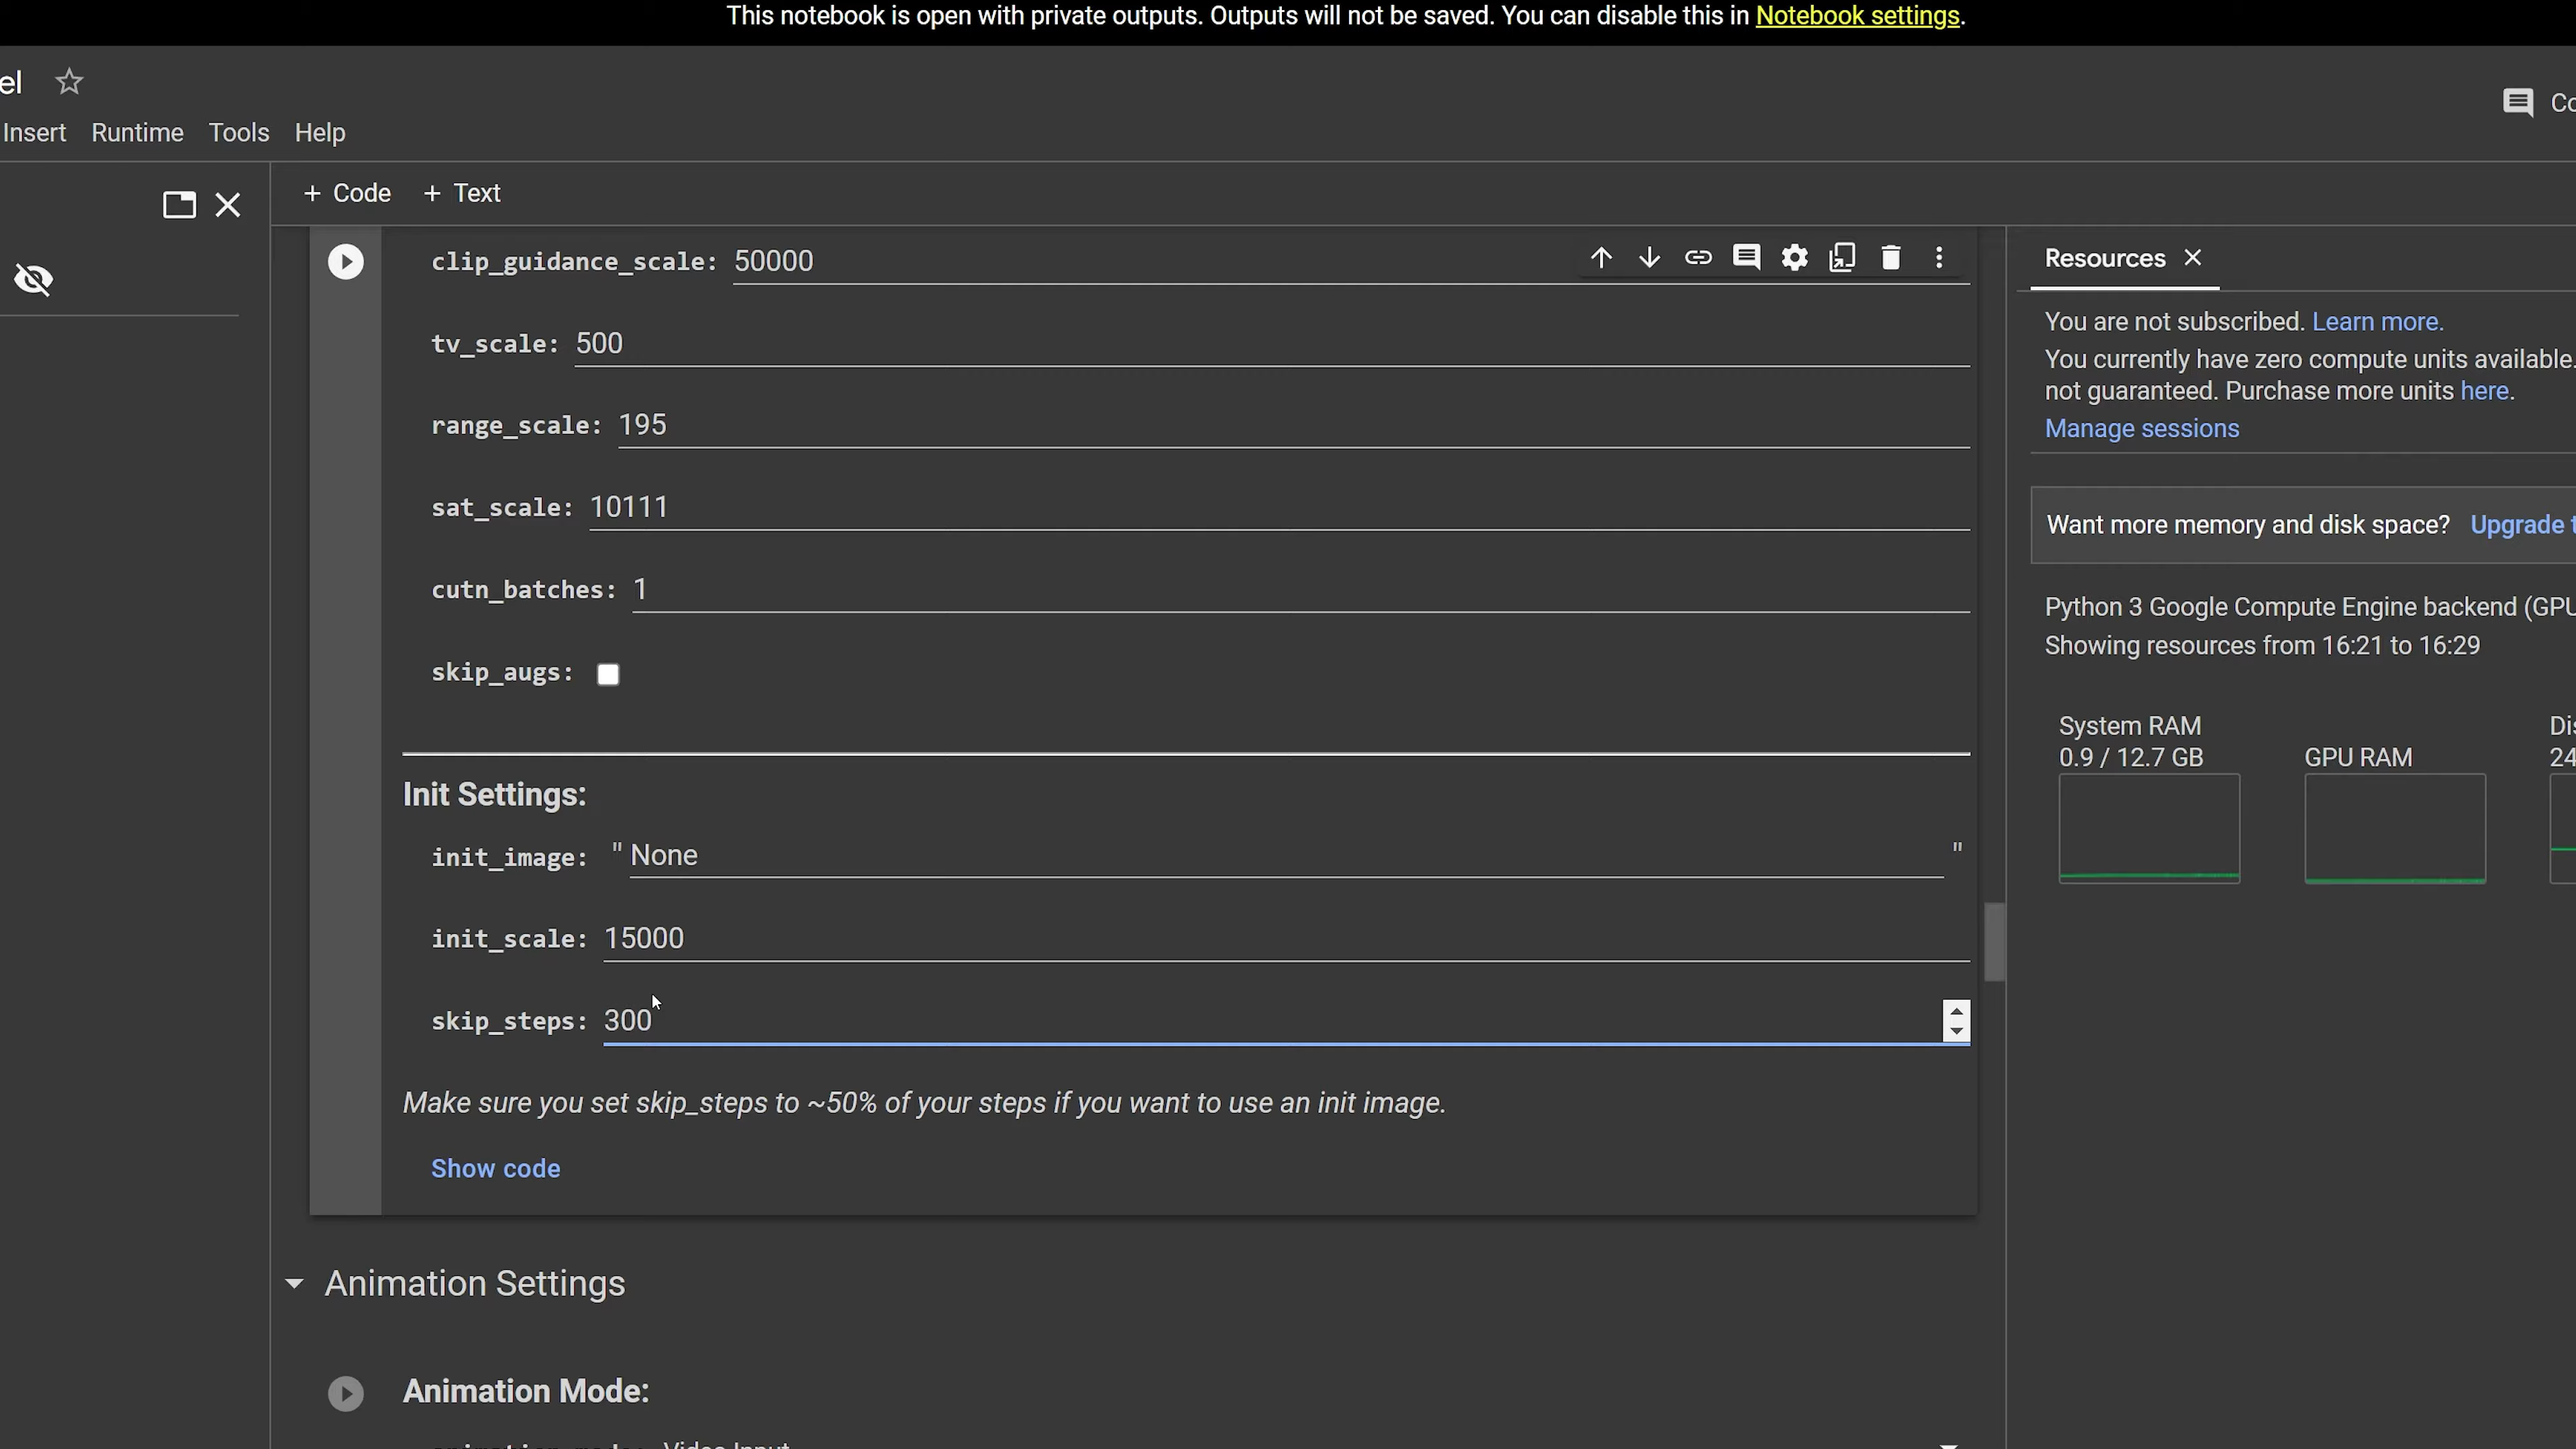 This notebook is open with private outputs. Outputs will not be saved. You can disable this in Notebook settings.
el
Co
Insert Runtime Tools Help
+ Code + Text
clip_guidance_scale: 50000
tv_scale: 500
range_scale: 195
sat_scale: 10111
cutn_batches: 1
skip_augs:
Init Settings:
init_image: " None "
init_scale: 15000
skip_steps: 300
Make sure you set skip_steps to ~50% of your steps if you want to use an init image.
Show code
Animation Settings
Animation Mode:
animation_mode: Video Input
Resources
You are not subscribed. Learn more.
You currently have zero compute units available.
not guaranteed. Purchase more units here.
Manage sessions
Want more memory and disk space? Upgrade t
Python 3 Google Compute Engine backend (GPU
Showing resources from 16:21 to 16:29
System RAM
0.9 / 12.7 GB
GPU RAM
Dis
24